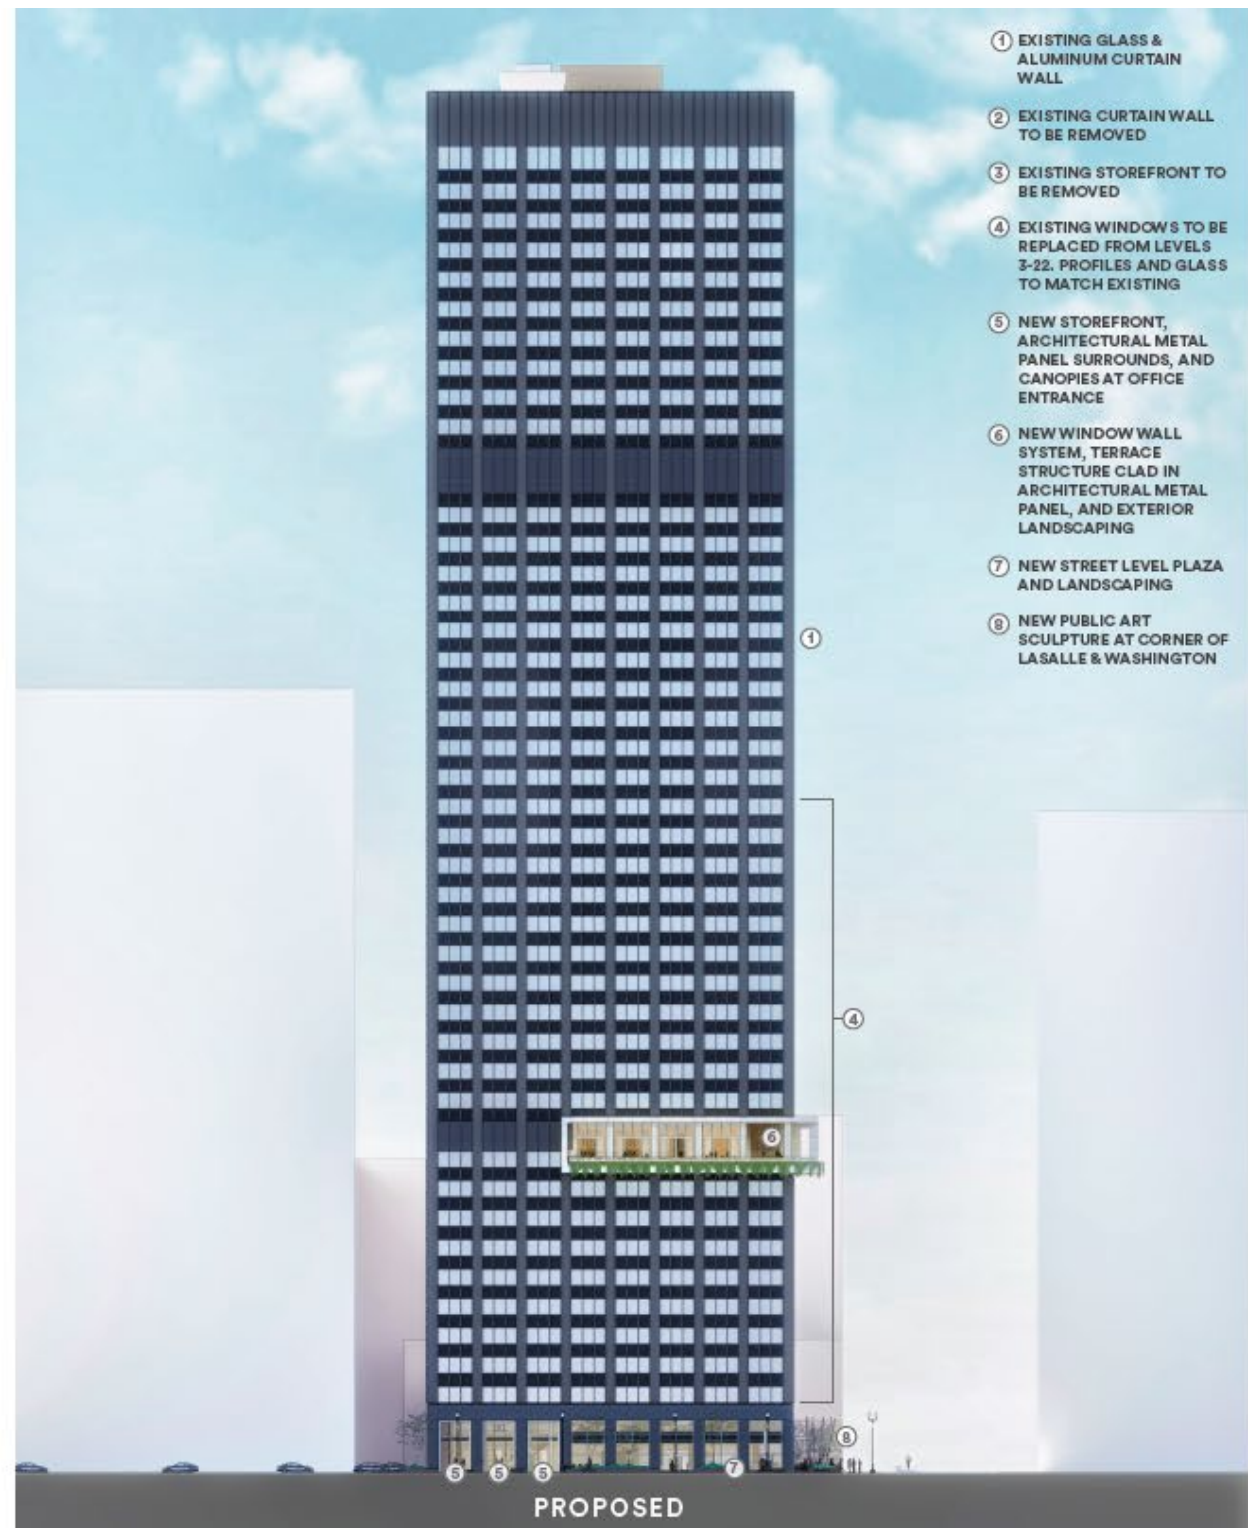 1 EXISTING GLASS &
ALUMINUM CURTAIN
WALL
2 EXISTING CURTAIN WALL
TO BE REMOVED
3 EXISTING STOREFRONT TO
BE REMOVED
4 EXISTING WINDOWS TO BE
REPLACED FROM LEVELS
3-22. PROFILES AND GLASS
TO MATCH EXISTING
5 NEW STOREFRONT,
ARCHITECTURAL METAL
PANEL SURROUNDS, AND
CANOPIES AT OFFICE
ENTRANCE
6 NEW WINDOW WALL
SYSTEM, TERRACE
STRUCTURE CLAD IN
ARCHITECTURAL METAL
PANEL, AND EXTERIOR
LANDSCAPING
7 NEW STREET LEVEL PLAZA
AND LANDSCAPING
8 NEW PUBLIC ART
SCULPTURE AT CORNER OF
LASALLE & WASHINGTON
1
4
6
8
5 5 5 7
PROPOSED